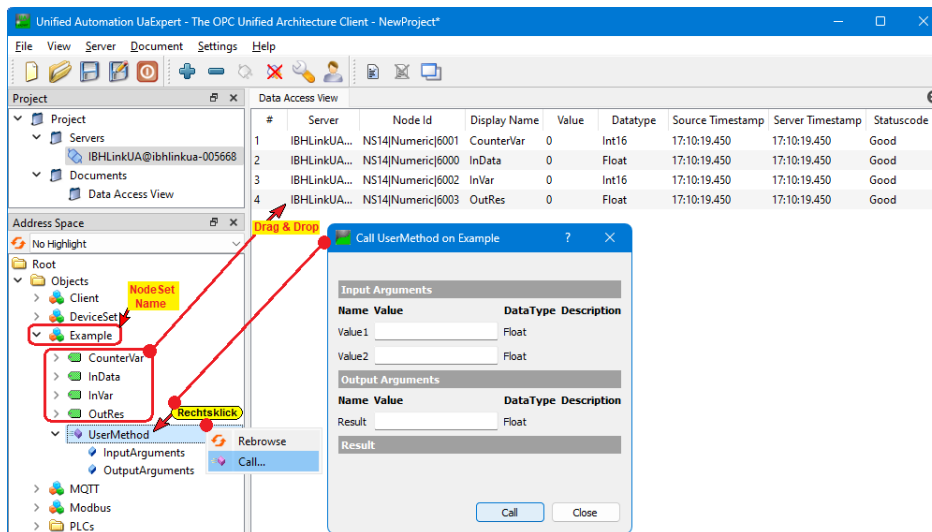 Unified Automation UaExpert - The OPC Unified Architecture Client - NewProject*
File View Server Document Settings Help
Project
Project
Servers
IBHLinkUA@ibhlinkua-005668
Documents
Data Access View
Address Space
No Highlight
Root
Objects
Client
DeviceSet
Example
CounterVar
InData
InVar
OutRes
UserMethod
InputArguments
OutputArguments
MQTT
Modbus
PLCs
NodeSet
Name
Drag & Drop
Rechtsklick
Rebrowse
Call...
Data Access View
# Server Node Id Display Name Value Datatype Source Timestamp Server Timestamp Statuscode
1 IBHLinkUA... NS14|Numeric|6001 CounterVar 0 Int16 17:10:19.450 17:10:19.450 Good
2 IBHLinkUA... NS14|Numeric|6000 InData 0 Float 17:10:19.450 17:10:19.450 Good
3 IBHLinkUA... NS14|Numeric|6002 InVar 0 Int16 17:10:19.450 17:10:19.450 Good
4 IBHLinkUA... NS14|Numeric|6003 OutRes 0 Float 17:10:19.450 17:10:19.450 Good
Call UserMethod on Example ?
Input Arguments
Name Value DataType Description
Value1 Float
Value2 Float
Output Arguments
Name Value DataType Description
Result Float
Result
Call Close